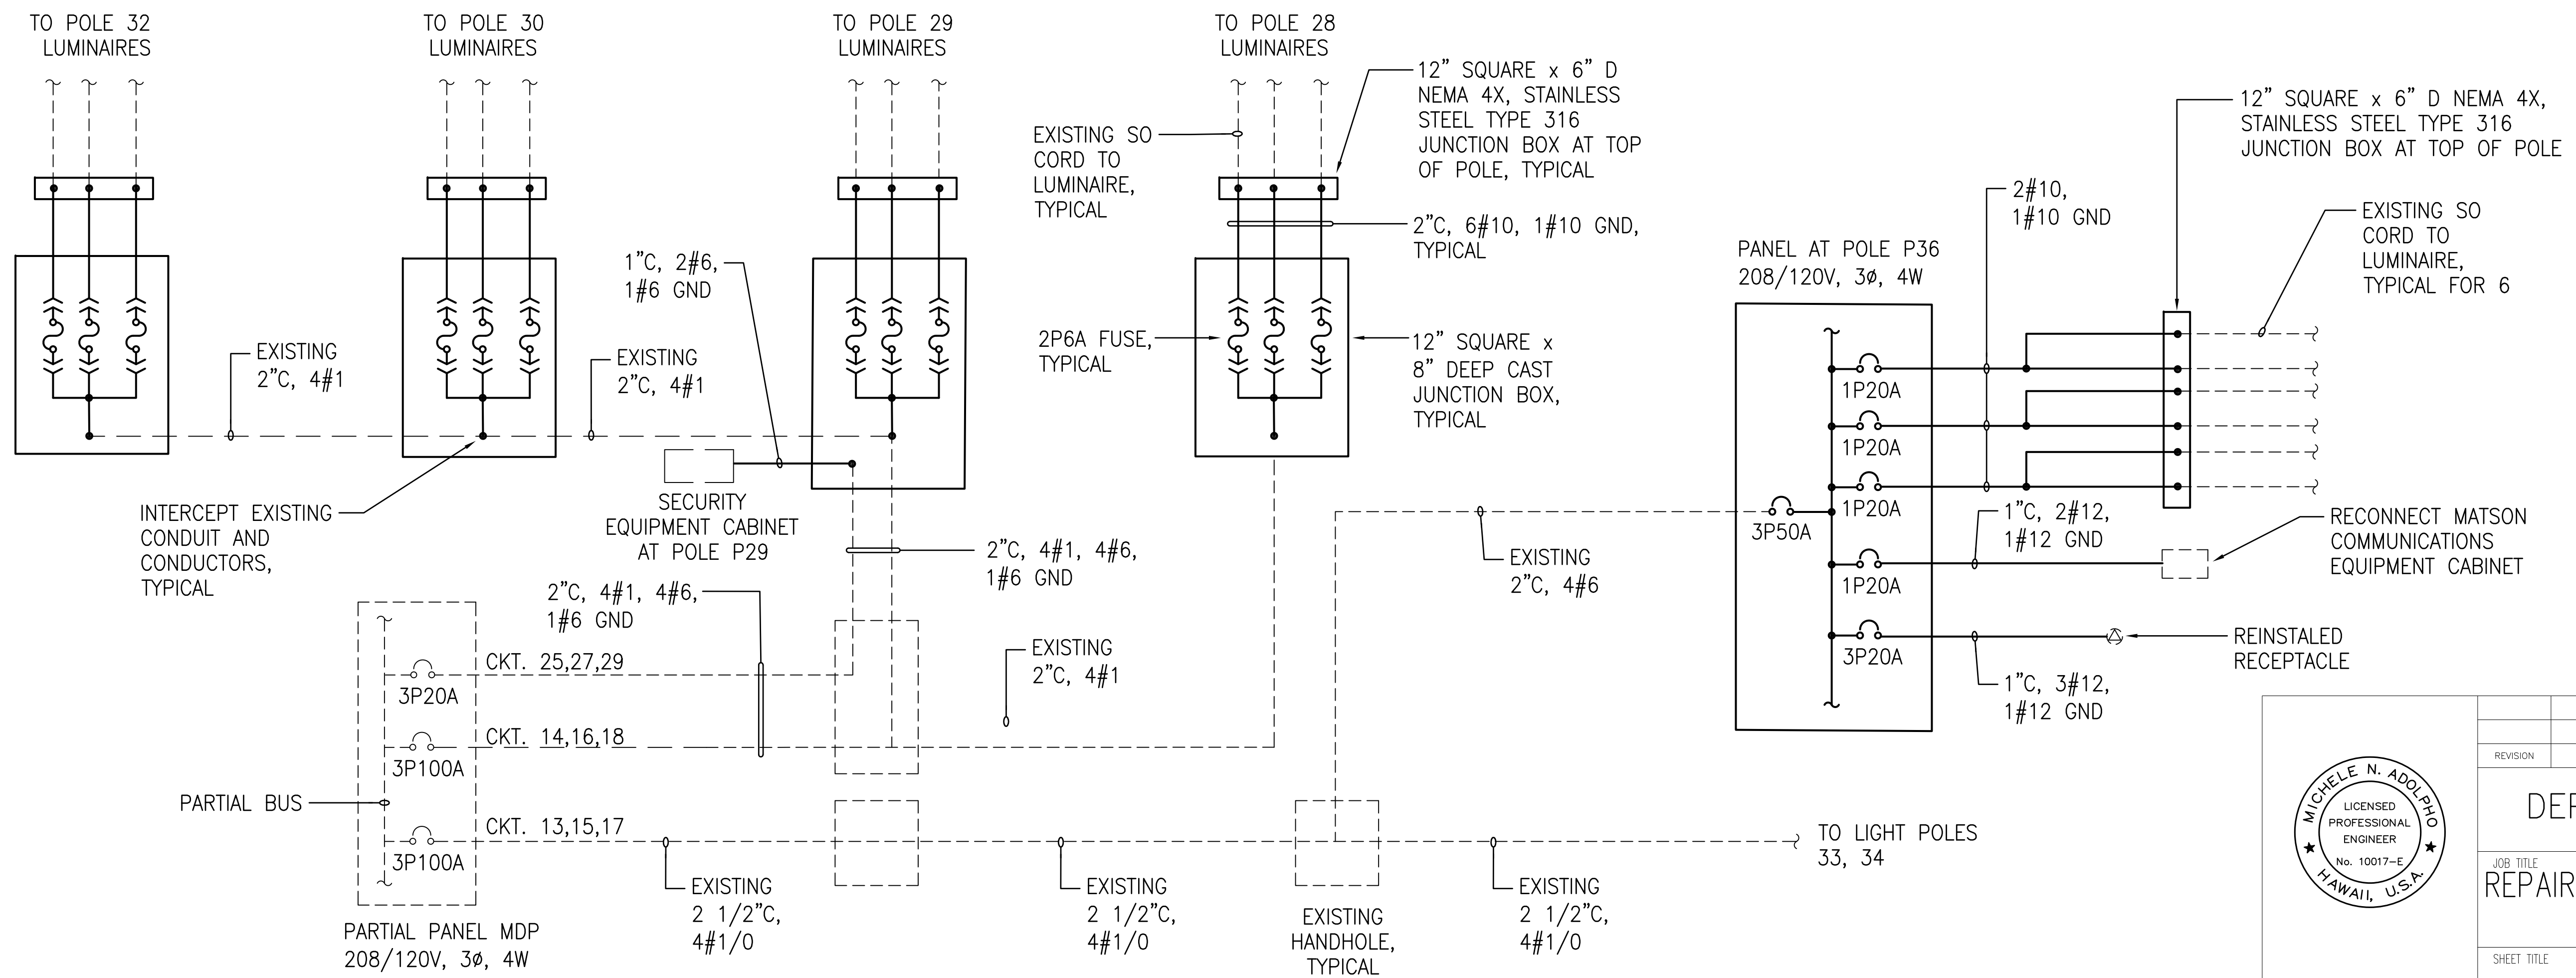 TO POLE 32
LUMINAIRES
TO POLE 30
LUMINAIRES
TO POLE 29
LUMINAIRES
TO POLE 28
LUMINAIRES
12" SQUARE x 6" D
NEMA 4X, STAINLESS
STEEL TYPE 316
JUNCTION BOX AT TOP
OF POLE, TYPICAL
EXISTING SO
CORD TO
LUMINAIRE,
TYPICAL
2"C, 6#10, 1#10 GND,
TYPICAL
1"C, 2#6,
1#6 GND
EXISTING
2"C, 4#1
EXISTING
2"C, 4#1
2P6A FUSE,
TYPICAL
12" SQUARE x
8" DEEP CAST
JUNCTION BOX,
TYPICAL
INTERCEPT EXISTING
CONDUIT AND
CONDUCTORS,
TYPICAL
SECURITY
EQUIPMENT CABINET
AT POLE P29
2"C, 4#1, 4#6,
1#6 GND
2"C, 4#1, 4#6,
1#6 GND
EXISTING
2"C, 4#1
CKT. 25,27,29
3P20A
CKT. 14,16,18
3P100A
PARTIAL BUS
CKT. 13,15,17
3P100A
EXISTING
2 1/2"C,
4#1/0
EXISTING
2 1/2"C,
4#1/0
EXISTING
HANDHOLE,
TYPICAL
EXISTING
2 1/2"C,
4#1/0
TO LIGHT POLES
33, 34
PARTIAL PANEL MDP
208/120V, 3ø, 4W
EXISTING
2"C, 4#6
PANEL AT POLE P36
208/120V, 3ø, 4W
3P50A
1P20A
1P20A
1P20A
1P20A
3P20A
2#10,
1#10 GND
12" SQUARE x 6" D NEMA 4X,
STAINLESS STEEL TYPE 316
JUNCTION BOX AT TOP OF POLE
EXISTING SO
CORD TO
LUMINAIRE,
TYPICAL FOR 6
1"C, 2#12,
1#12 GND
RECONNECT MATSON
COMMUNICATIONS
EQUIPMENT CABINET
REINSTALED
RECEPTACLE
1"C, 3#12,
1#12 GND
MICHELE N. ADOLPHO
LICENSED
PROFESSIONAL
ENGINEER
No. 10017-E
HAWAII, U.S.A.
REVISION
DEP
JOB TITLE
REPAIR
SHEET TITLE